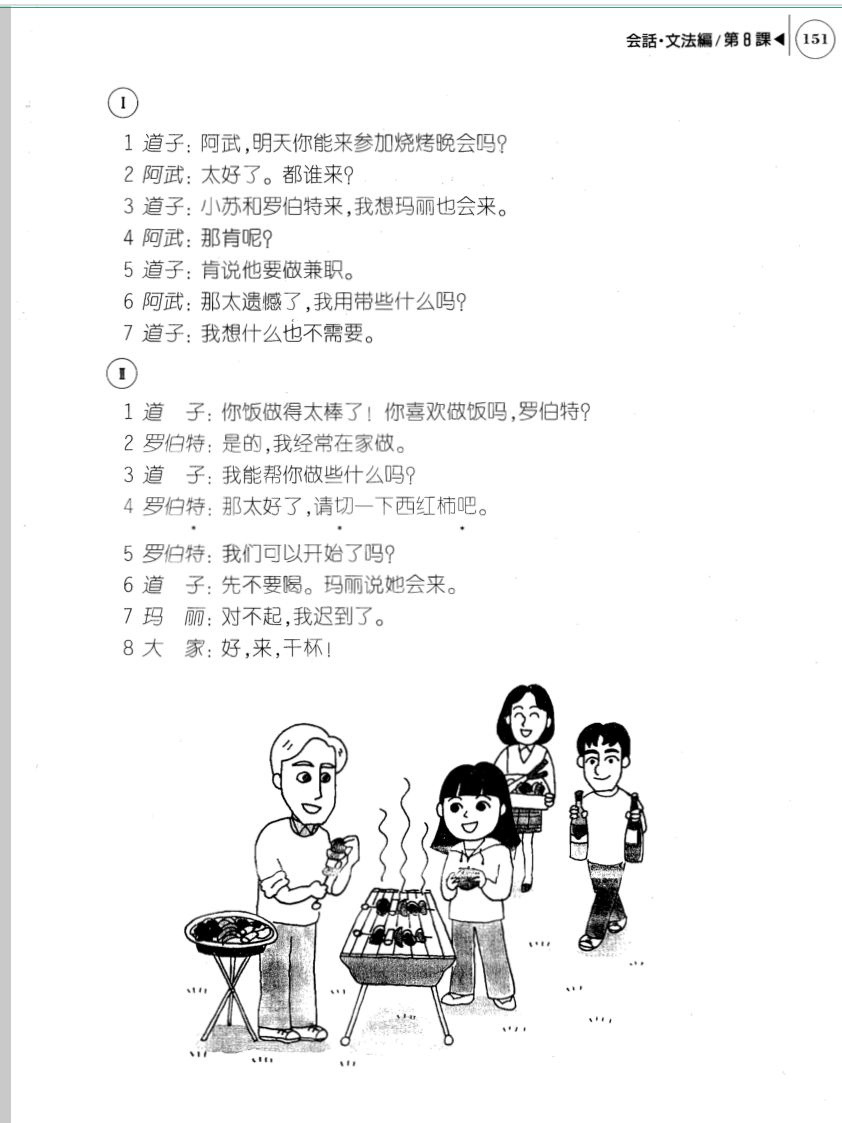 会話・文法編/第8課◀ 151
I
1 道子: 阿武,明天你能来参加烧烤晚会吗?
2 阿武: 太好了。都谁来?
3 道子: 小苏和罗伯特来,我想玛丽也会来。
4 阿武: 那肯呢?
5 道子: 肯说他要做兼职。
6 阿武: 那太遗憾了,我用带些什么吗?
7 道子: 我想什么也不需要。
II
1 道 子: 你饭做得太棒了! 你喜欢做饭吗,罗伯特?
2 罗伯特: 是的,我经常在家做。
3 道 子: 我能帮你做些什么吗?
4 罗伯特: 那太好了,请切一下西红柿吧。
* * *
5 罗伯特: 我们可以开始了吗?
6 道 子: 先不要喝。玛丽说她会来。
7 玛 丽: 对不起,我迟到了。
8 大 家: 好,来,干杯!